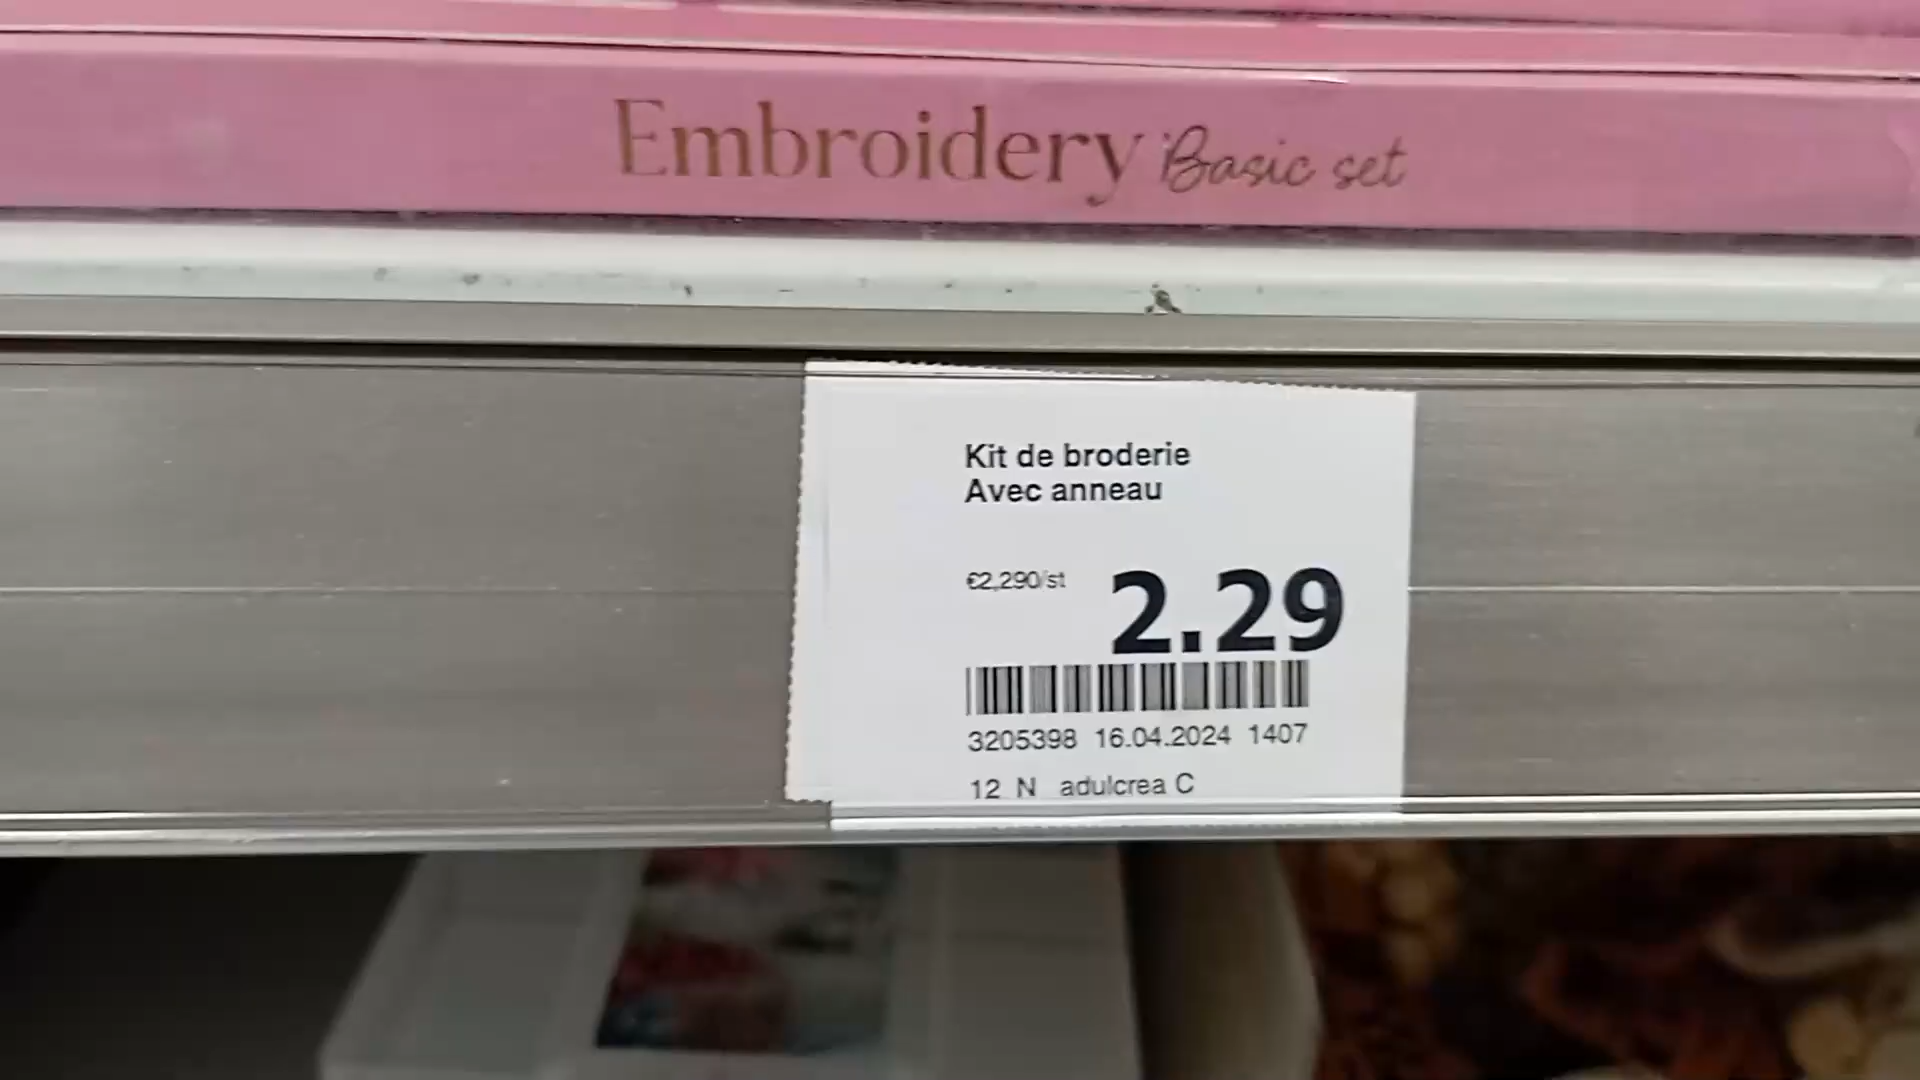 Embroidery Basic set
Kit de broderie
Avec anneau
€2,290/st 2.29
3205398 16.04.2024 1407
12 N adulcrea C